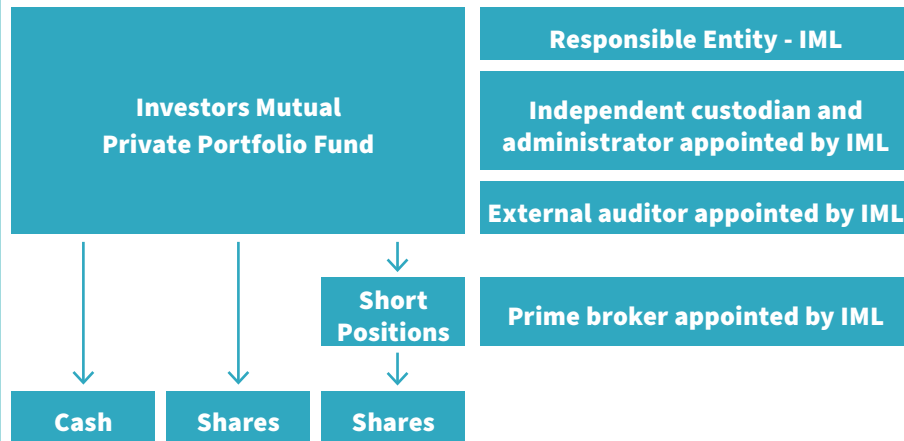 Investors Mutual
Private Portfolio Fund
Responsible Entity - IML
Independent custodian and
administrator appointed by IML
External auditor appointed by IML
Short
Positions
Prime broker appointed by IML
Cash
Shares
Shares